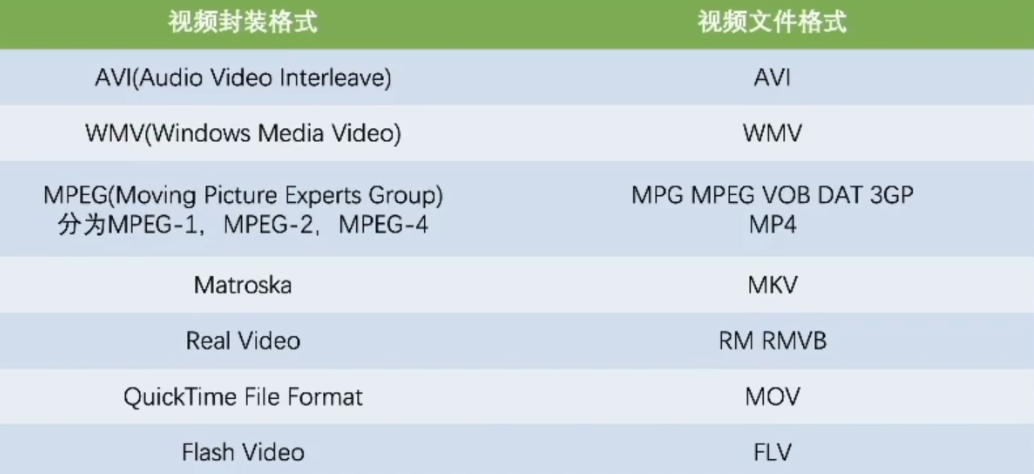 视频封装格式 视频文件格式
AVI(Audio Video Interleave) AVI
WMV(Windows Media Video) WMV
MPEG(Moving Picture Experts Group) MPG MPEG VOB DAT 3GP
分为MPEG-1，MPEG-2，MPEG-4 MP4
Matroska MKV
Real Video RM RMVB
QuickTime File Format MOV
Flash Video FLV